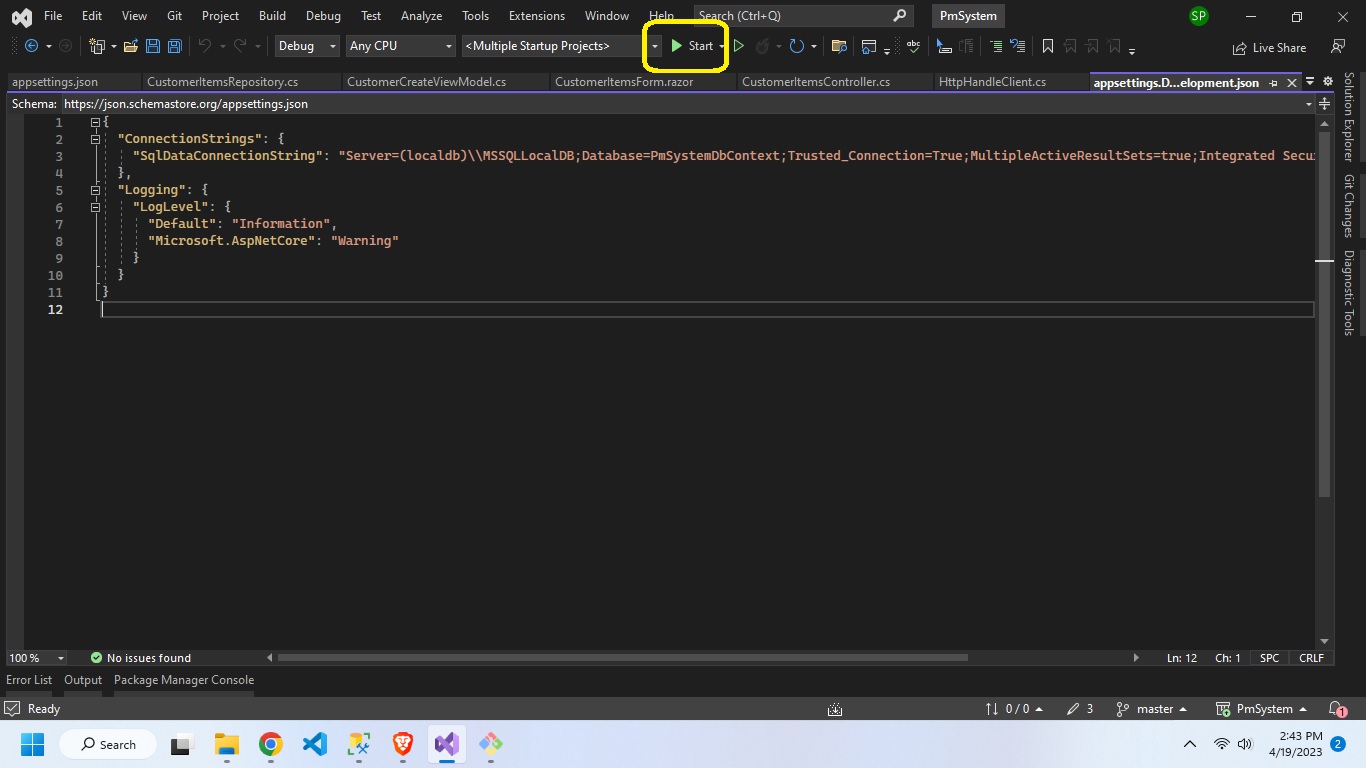 File Edit View Git Project Build Debug Test Analyze Tools Extensions Window Help Search (Ctrl+Q) PmSystem SP
Debug Any CPU <Multiple Startup Projects> Start abc Live Share
appsettings.json CustomerItemsRepository.cs CustomerCreateViewModel.cs CustomerItemsForm.razor CustomerItemsController.cs HttpHandleClient.cs appsettings.D...elopment.json
Schema: https://json.schemastore.org/appsettings.json
1 {
2 "ConnectionStrings": {
3 "SqlDataConnectionString": "Server=(localdb)\\MSSQLLocalDB;Database=PmSystemDbContext;Trusted_Connection=True;MultipleActiveResultSets=true;Integrated Secu
4 },
5 "Logging": {
6 "LogLevel": {
7 "Default": "Information",
8 "Microsoft.AspNetCore": "Warning"
9 }
10 }
11 }
12
Solution Explorer
Git Changes
Diagnostic Tools
100 % No issues found Ln: 12 Ch: 1 SPC CRLF
Error List Output Package Manager Console
Ready 0 / 0 3 master PmSystem 1
Search 2:43 PM
4/19/2023 2